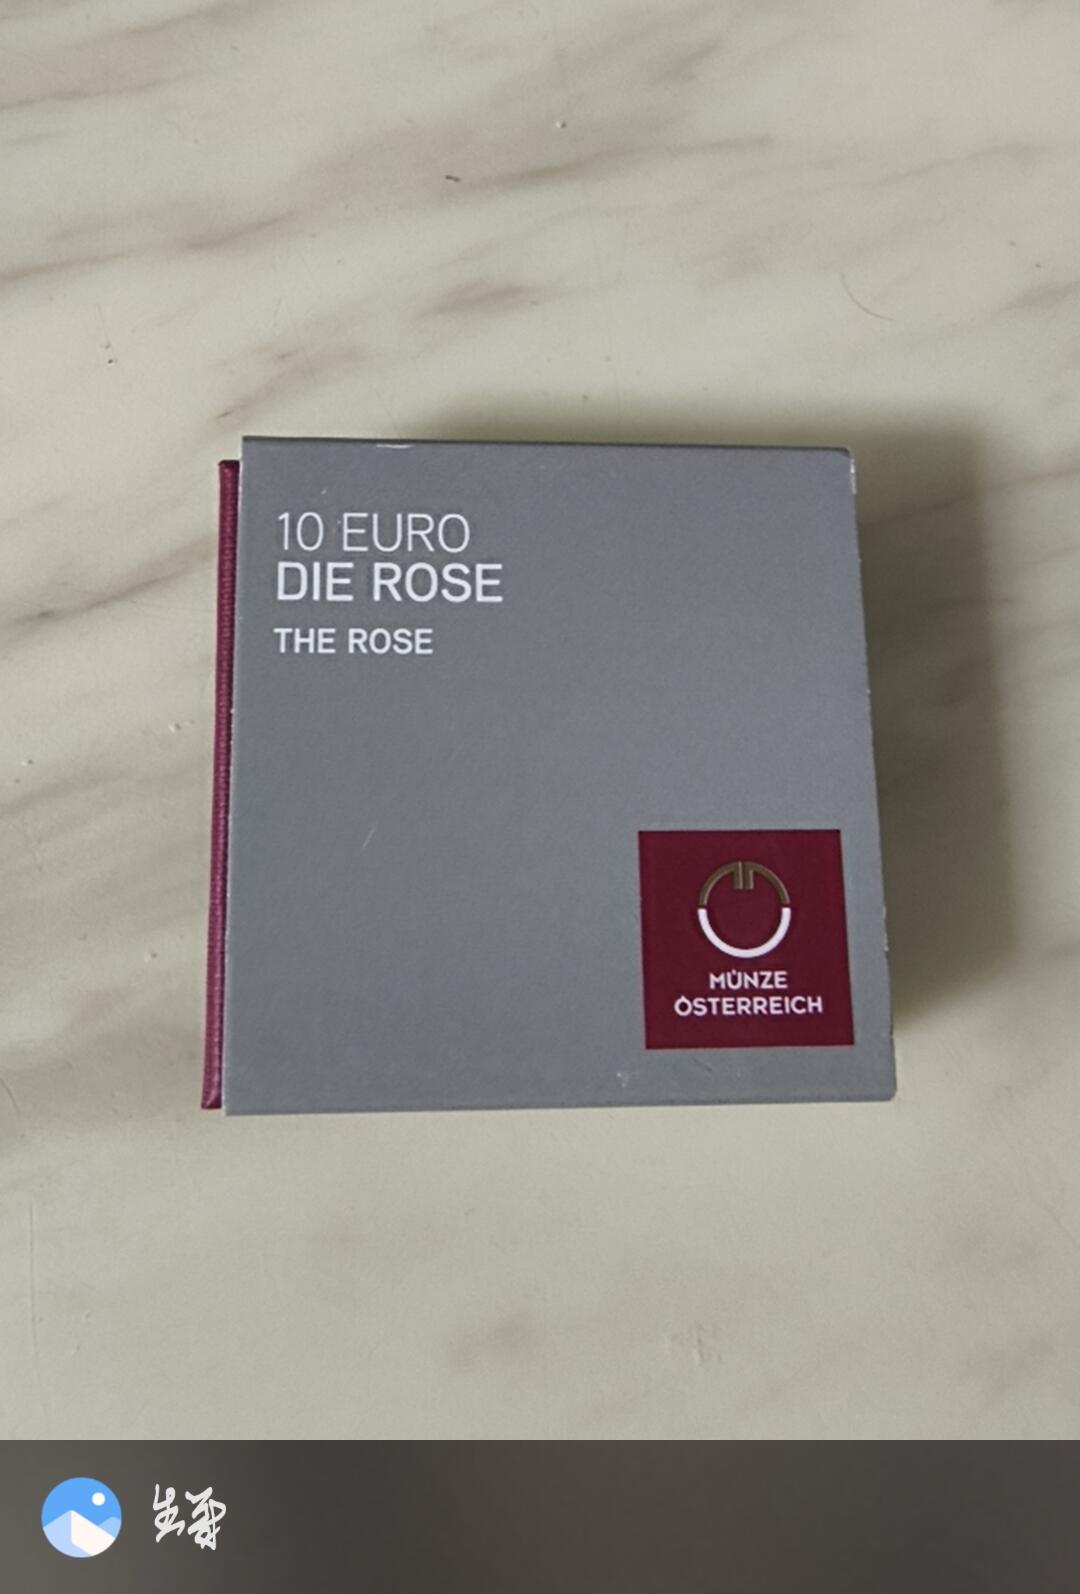 10 EURO
DIE ROSE
THE ROSE
MÜNZE
ÖSTERREICH